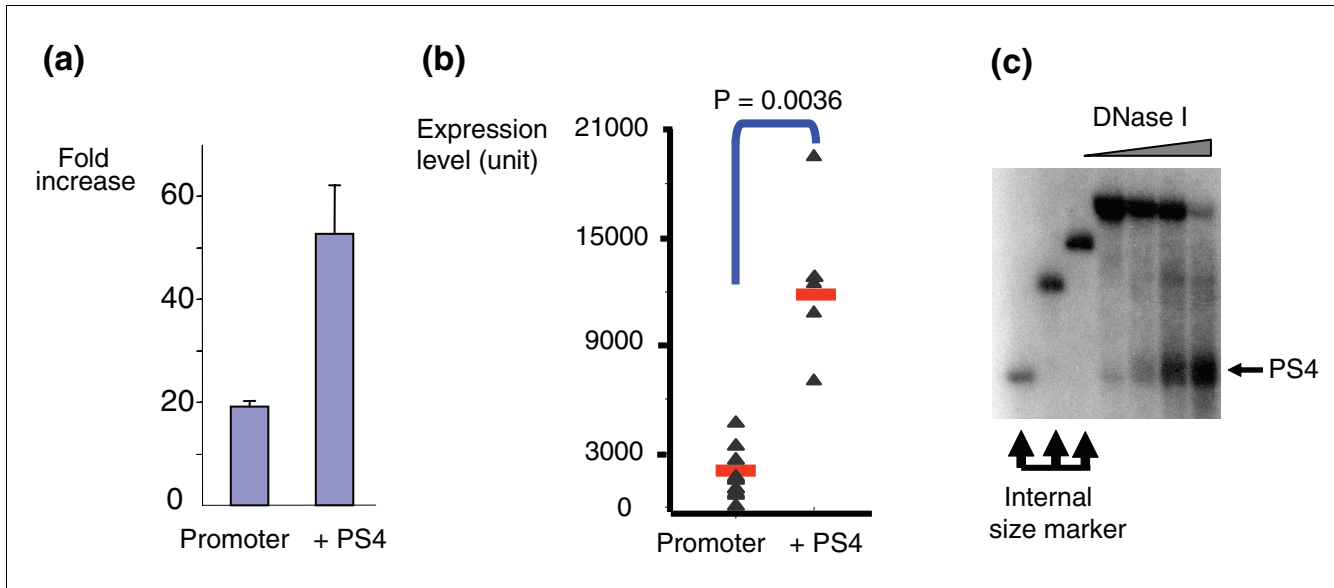 (a)
Fold
increase
60
40
20
0
Promoter + PS4
(b)
P = 0.0036
Expression
level (unit)
21000
15000
9000
3000
0
Promoter + PS4
(c)
DNase I
PS4
Internal
size marker